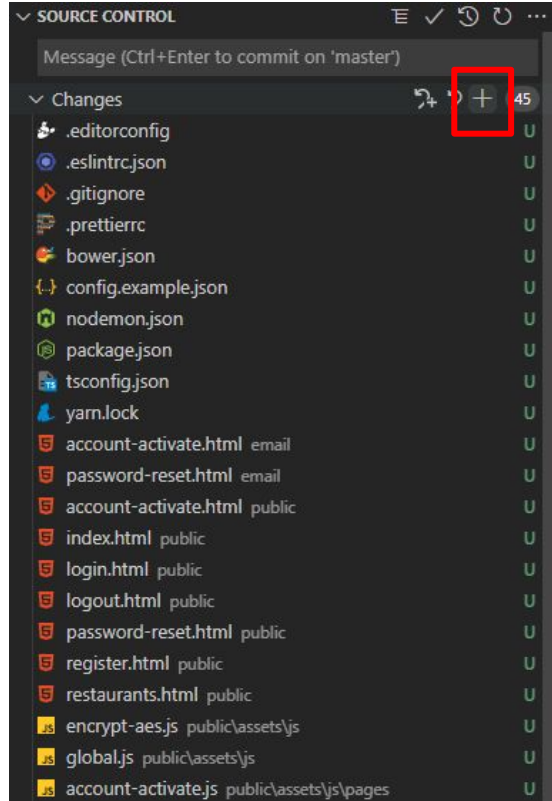 SOURCE CONTROL
Message (Ctrl+Enter to commit on 'master')
Changes 45
.editorconfig U
.eslintrc.json U
.gitignore U
.prettierrc U
bower.json U
config.example.json U
nodemon.json U
package.json U
tsconfig.json U
yarn.lock U
account-activate.html email U
password-reset.html email U
account-activate.html public U
index.html public U
login.html public U
logout.html public U
password-reset.html public U
register.html public U
restaurants.html public U
encrypt-aes.js public\assets\js U
global.js public\assets\js U
account-activate.js public\assets\js\pages U